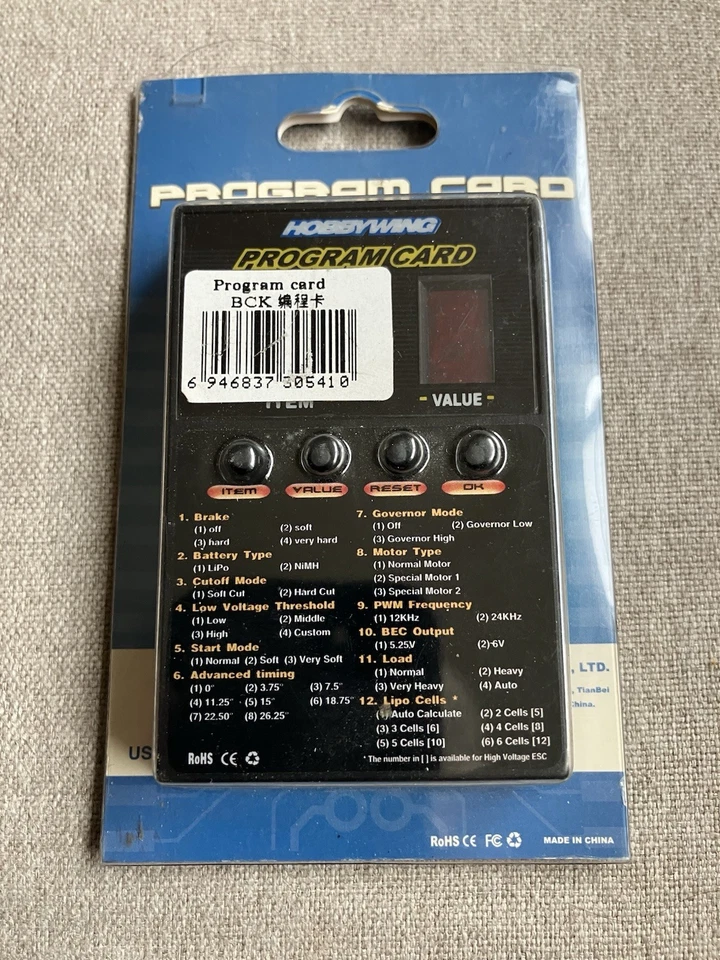 PROGRAM CARD
HOBBYWING
PROGRAM CARD
Program card
BCK 编程卡
6 946837 305410
ITEM
- VALUE -
ITEM
VALUE
RESET
OK
1. Brake
(1) off (2) soft
(3) hard (4) very hard
2. Battery Type
(1) LiPo (2) NiMH
3. Cutoff Mode
(1) Soft Cut (2) Hard Cut
4. Low Voltage Threshold
(1) Low (2) Middle
(3) High (4) Custom
5. Start Mode
(1) Normal (2) Soft (3) Very Soft
6. Advanced timing
(1) 0° (2) 3.75° (3) 7.5°
(4) 11.25° (5) 15° (6) 18.75°
(7) 22.50° (8) 26.25°
7. Governor Mode
(1) Off (2) Governor Low
(3) Governor High
8. Motor Type
(1) Normal Motor
(2) Special Motor 1
(3) Special Motor 2
9. PWM Frequency
(1) 12KHz (2) 24KHz
10. BEC Output
(1) 5.25V (2) 6V
11. Load
(1) Normal (2) Heavy
(3) Very Heavy (4) Auto
12. Lipo Cells *
(1) Auto Calculate (2) 2 Cells [5]
(3) 3 Cells [6] (4) 4 Cells [8]
(5) 5 Cells [10] (6) 6 Cells [12]
* The number in [ ] is available for High Voltage ESC
RoHS CE
, LTD.
, TianBei
China.
US
RoHS CE FC
MADE IN CHINA